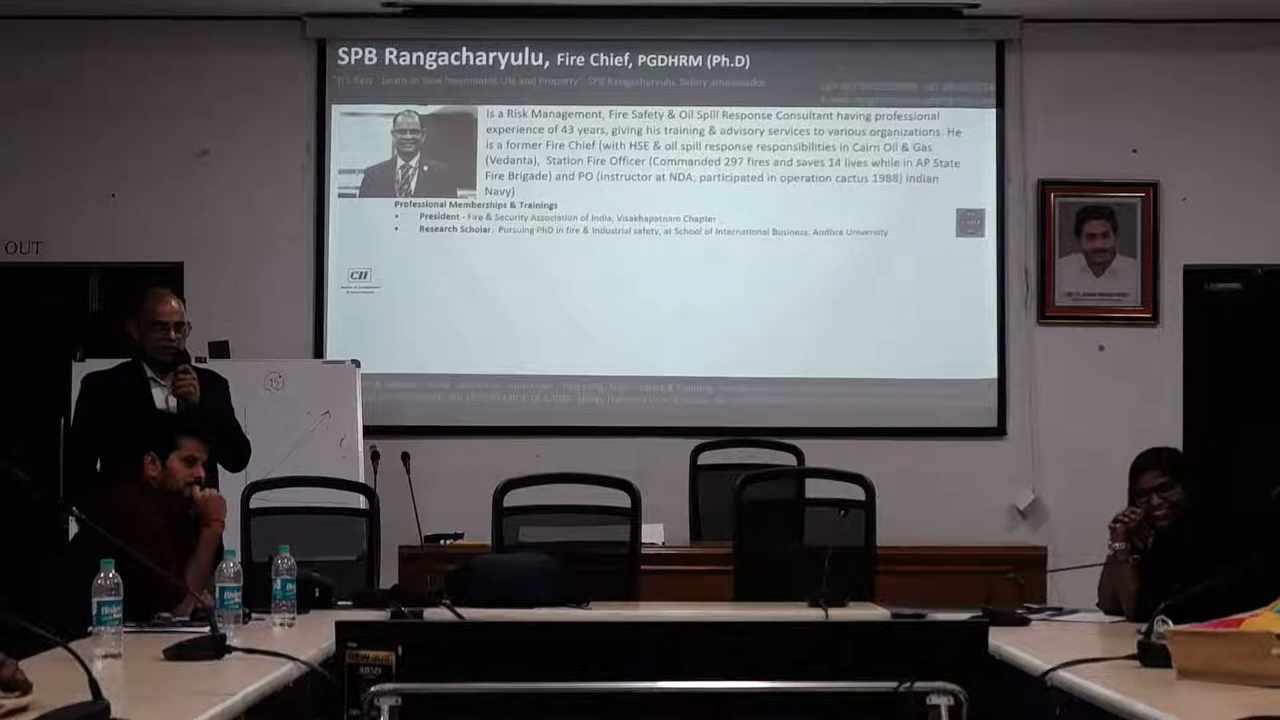 SPB Rangacharyulu, Fire Chief, PGDHRM (Ph.D)
Is a Risk Management, Fire Safety & Oil Spill Response Consultant having professional
experience of 43 years, giving his training & advisory services to various organizations. He
is a former Fire Chief (with HSE & oil spill response responsibilities in Cairn Oil & Gas
(Vedanta), Station Fire Officer (Commanded 297 fires and saves 14 lives while in AP State
Fire Brigade) and PO (instructor at NDA, participated in operation cactus 1988) Indian
Navy)
Professional Memberships & Trainings
• President - Fire & Security Association of India, Visakhapatnam Chapter
• Research Scholar. Pursuing PhD in fire & Industrial safety, at School of International Business, Andhra University
CII
OUT
15
Bisleri
Bisleri